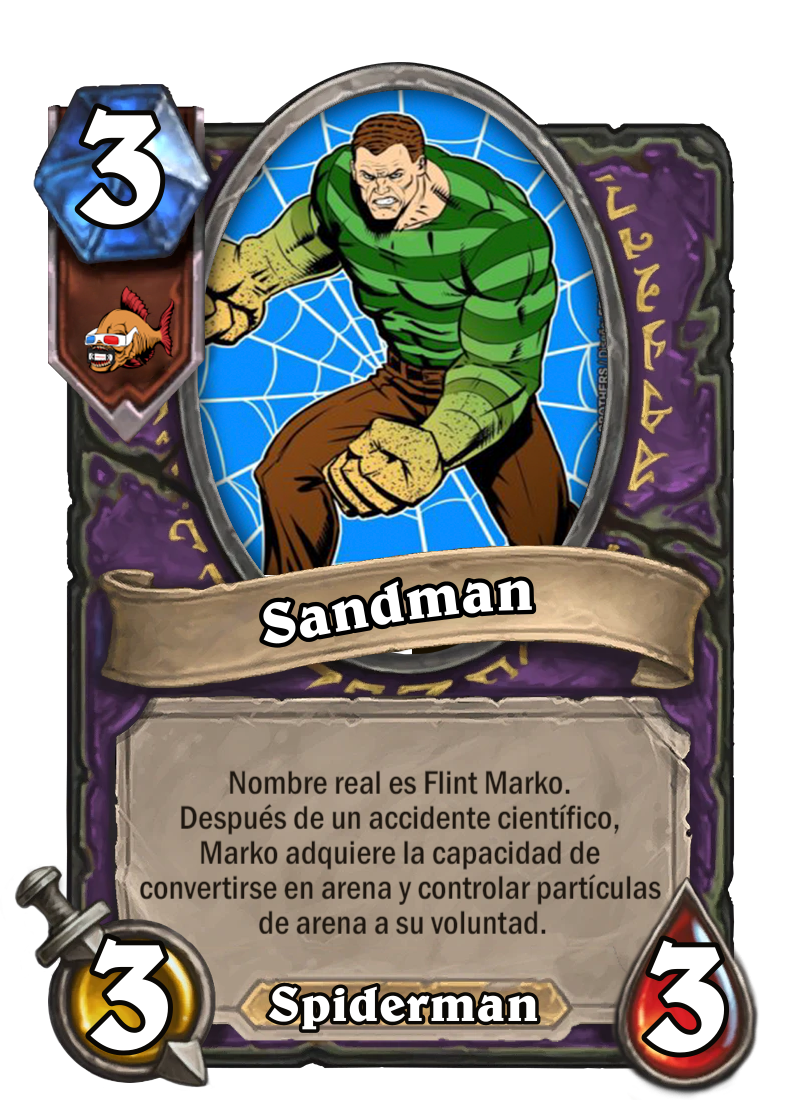 3
Sandman
Nombre real es Flint Marko.
Después de un accidente científico,
Marko adquiere la capacidad de
convertirse en arena y controlar partículas
de arena a su voluntad.
3
Spiderman
3